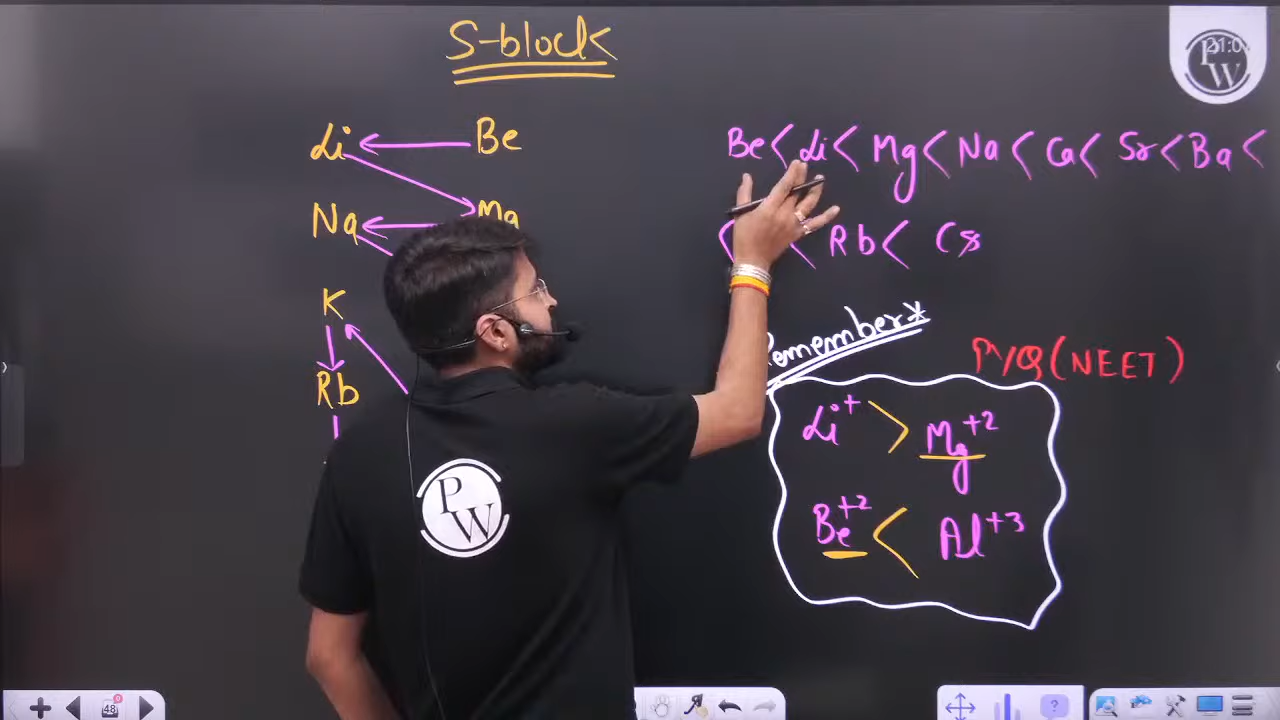 S-block
Li Be
Be < Li < Mg < Na < Ca < Sr < Ba <
Na Mg
< < Rb < Cs
K
Rb
Remember*
PYQ (NEET)
Li+ > Mg+2
Be+2 < Al+3
PW
PW
48